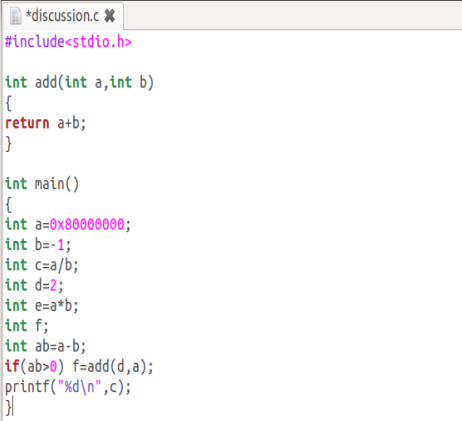 *discussion.c ✖
#include<stdio.h>
int add(int a,int b)
{
return a+b;
}
int main()
{
int a=0x80000000;
int b=-1;
int c=a/b;
int d=2;
int e=a*b;
int f;
int ab=a-b;
if(ab>0) f=add(d,a);
printf("%d\n",c);
}